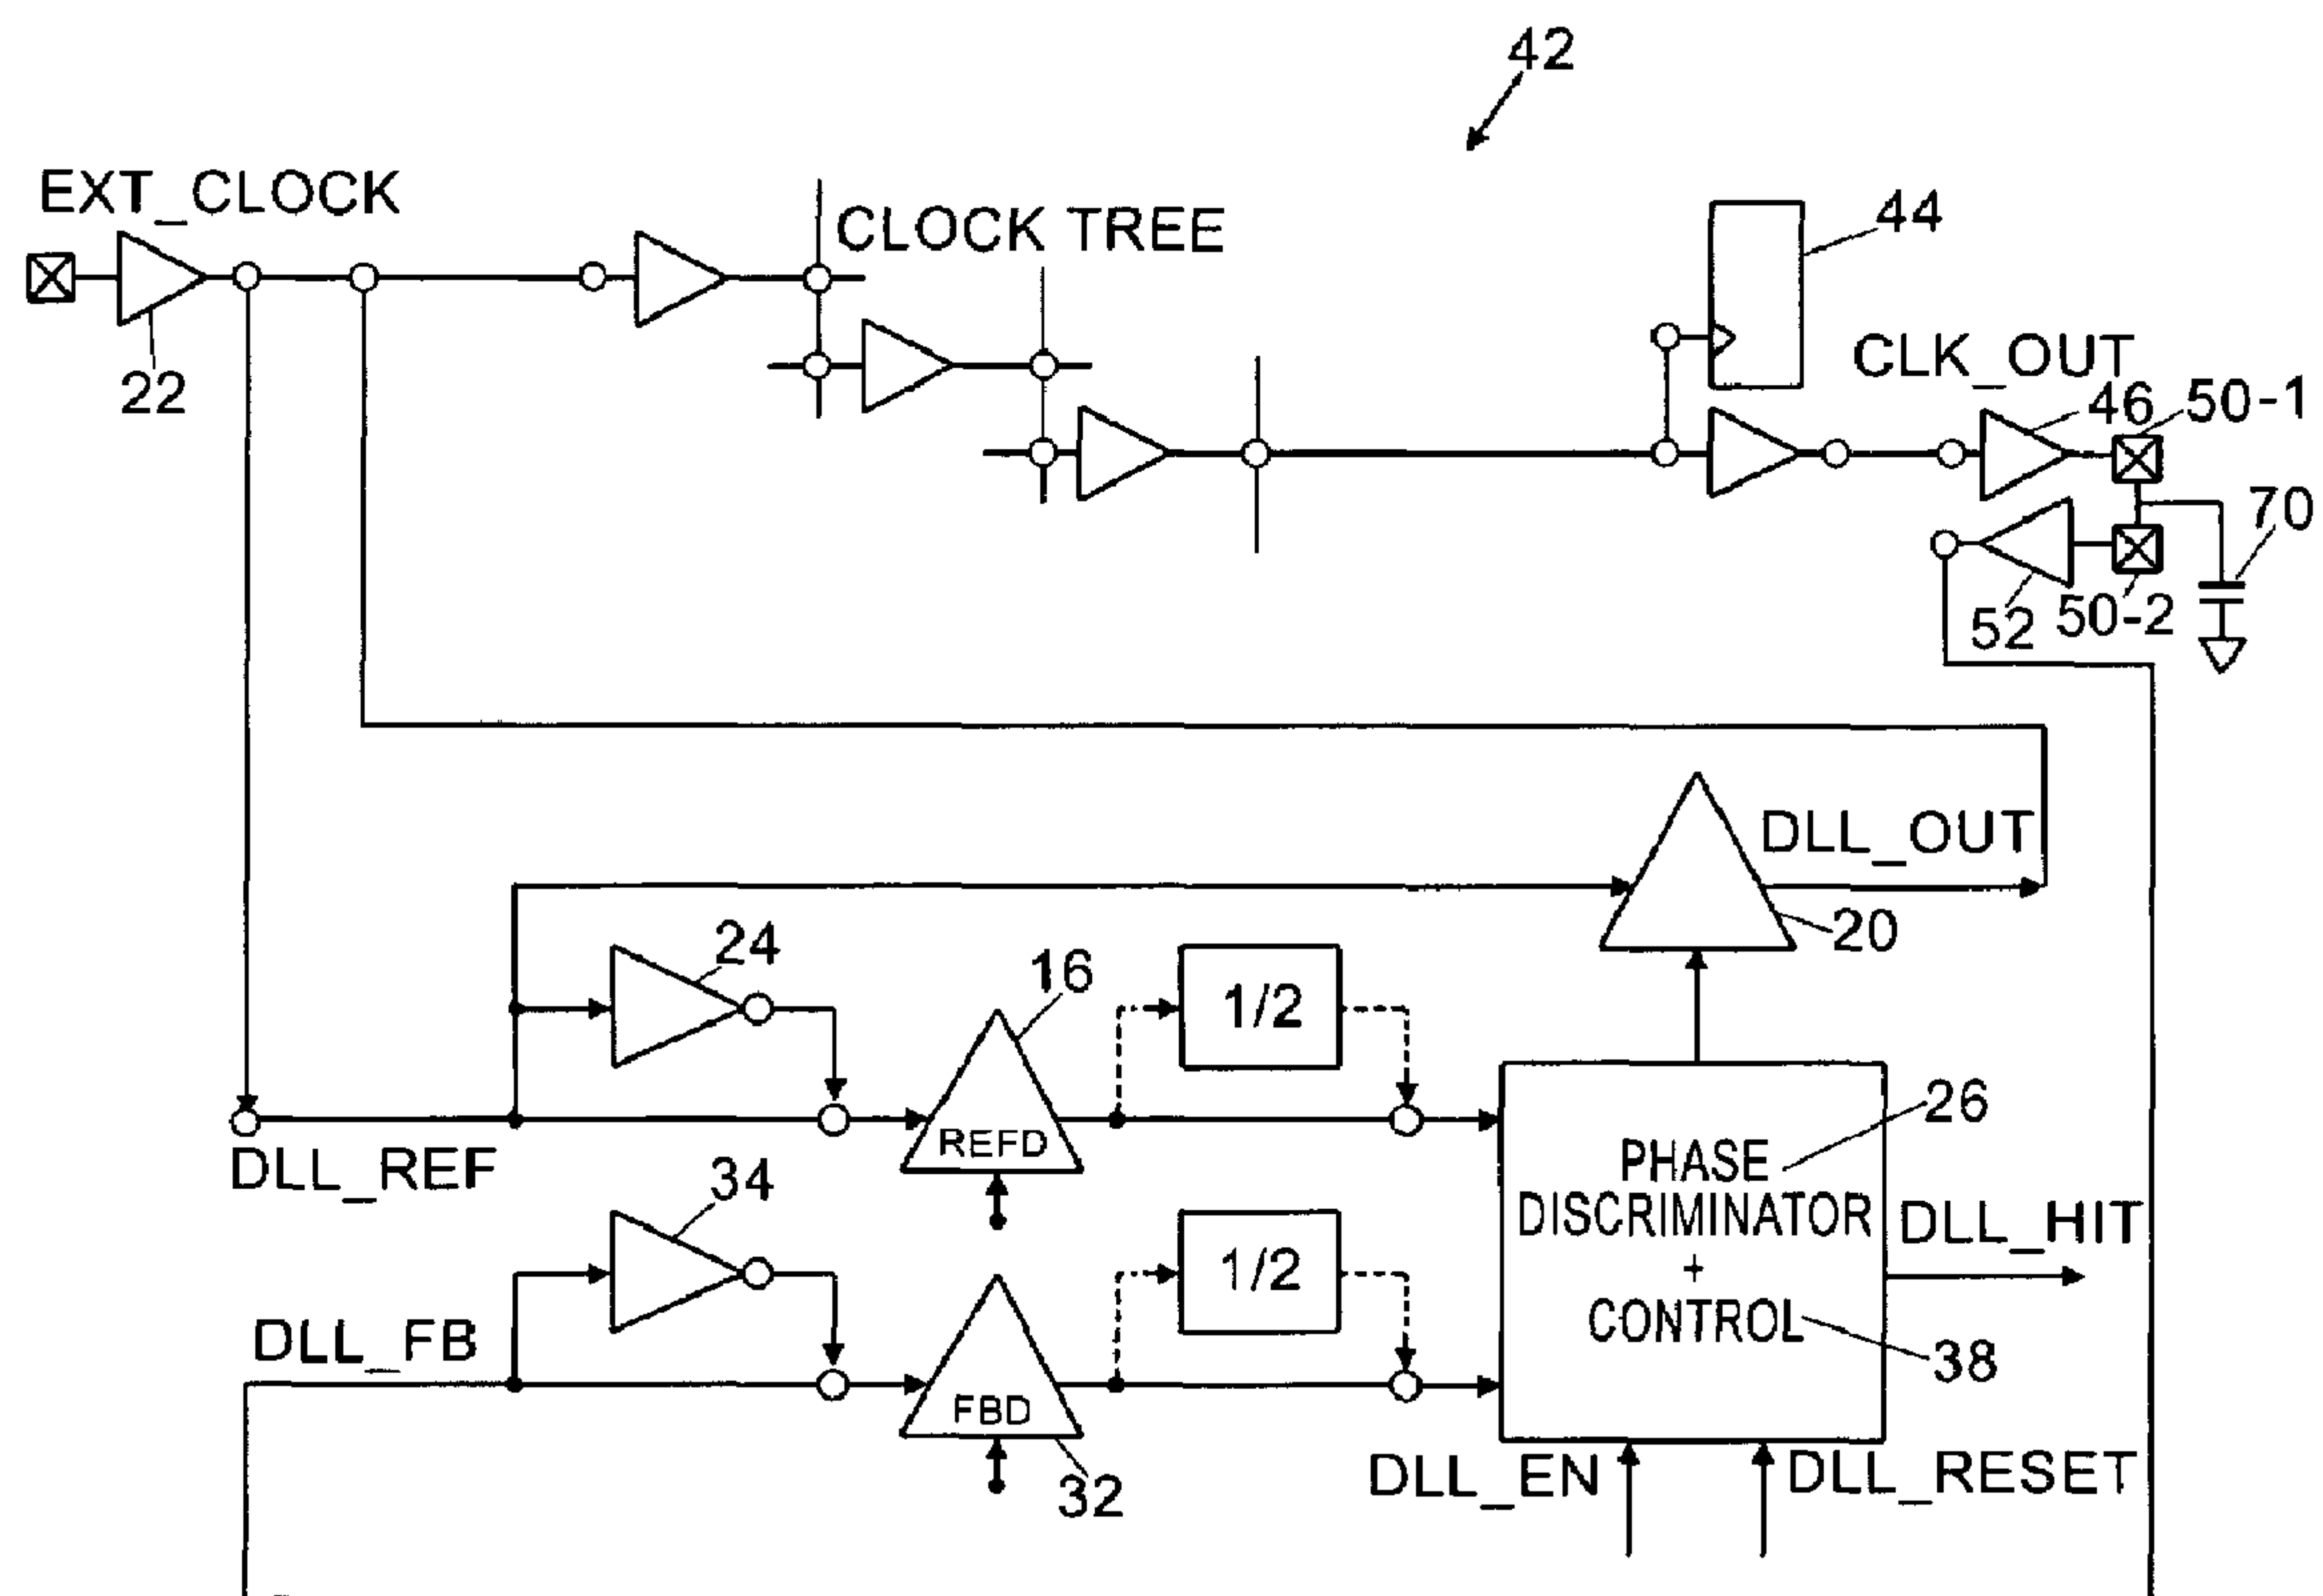 42
EXT_CLOCK
CLOCK TREE
44
22
CLK_OUT
46
50-1
70
52
50-2
DLL_OUT
20
24
16
1/2
REFD
DLL_REF
26
PHASE
DISCRIMINATOR
+
CONTROL
34
1/2
DLL_HIT
DLL_FB
38
FBD
32
DLL_EN
DLL_RESET